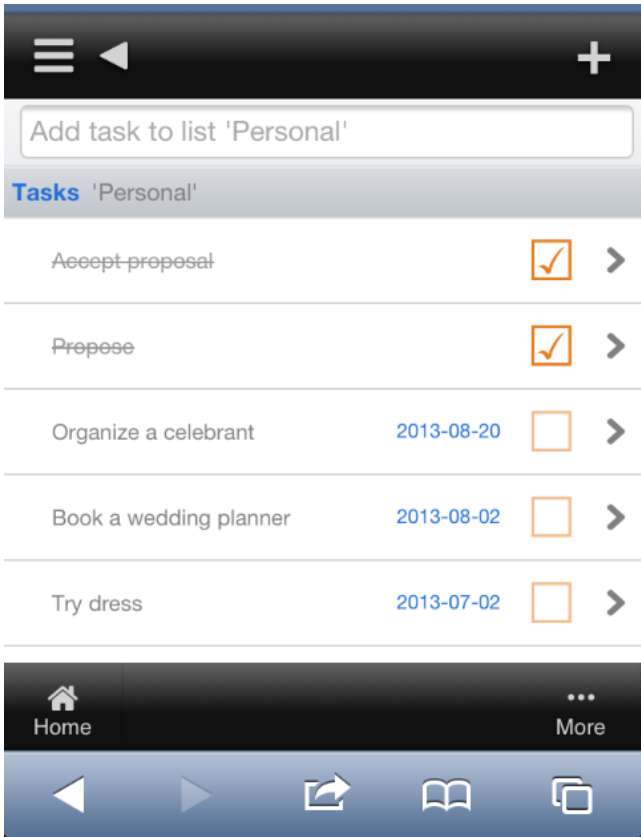 Add task to list 'Personal'
Tasks 'Personal'
Accept proposal
Propose
Organize a celebrant 2013-08-20
Book a wedding planner 2013-08-02
Try dress 2013-07-02
Home More